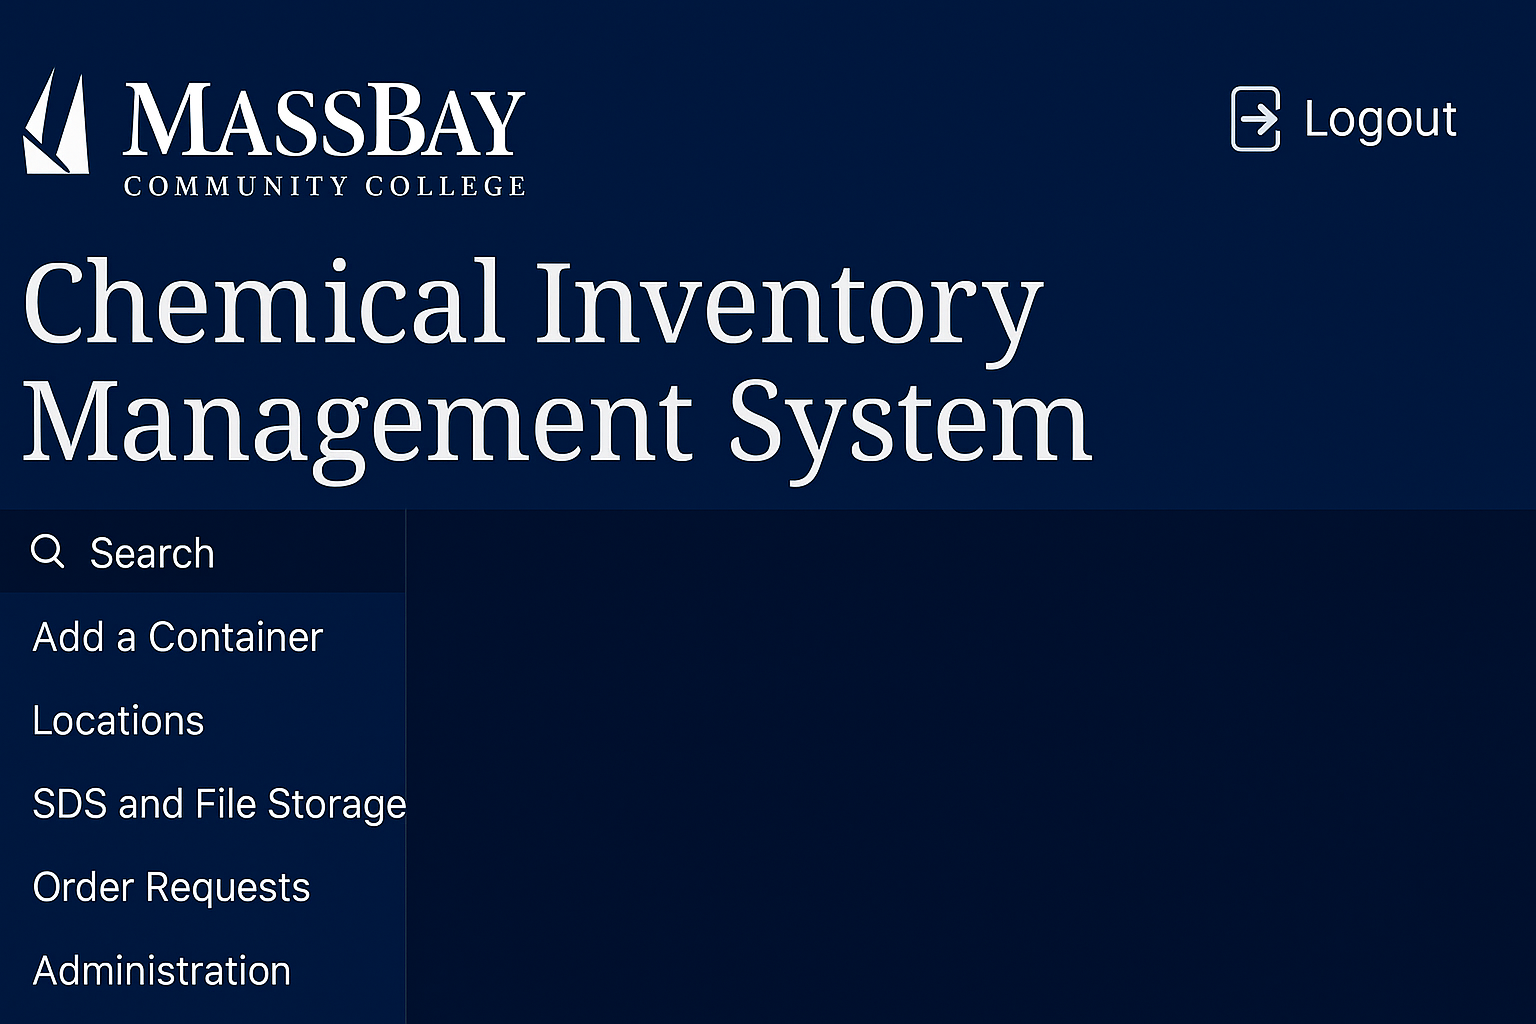 MASSBAY
COMMUNITY COLLEGE
Logout
Chemical Inventory
Management System
Search
Add a Container
Locations
SDS and File Storage
Order Requests
Administration